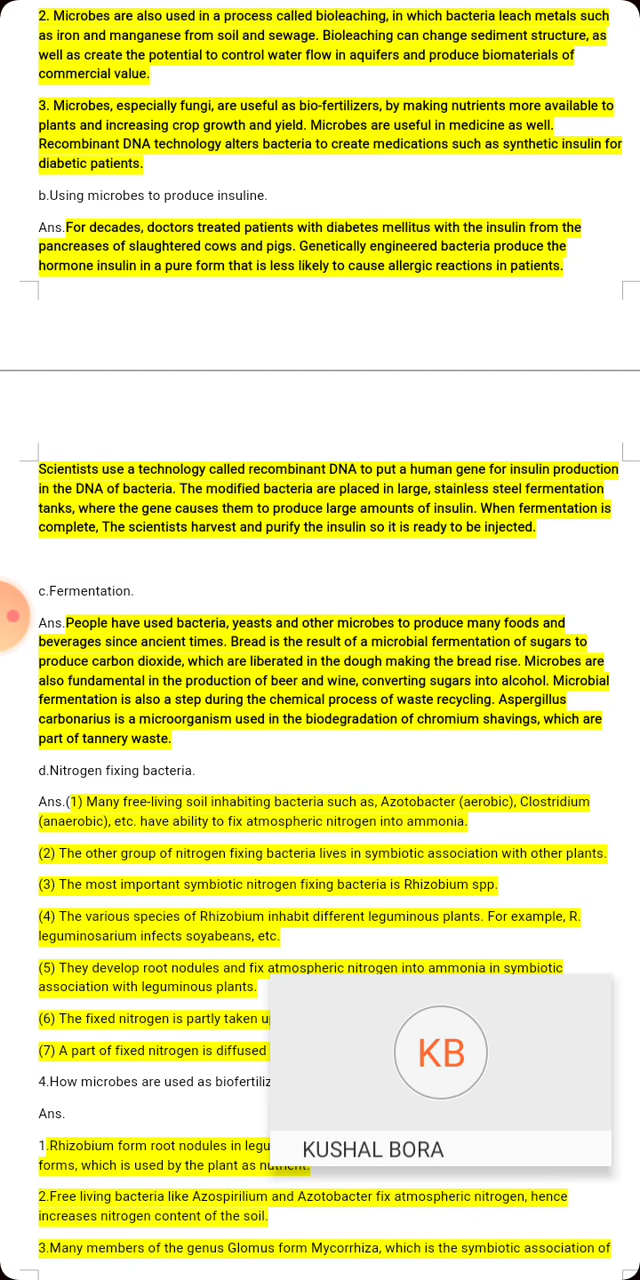 2. Microbes are also used in a process called bioleaching, in which bacteria leach metals such
as iron and manganese from soil and sewage. Bioleaching can change sediment structure, as
well as create the potential to control water flow in aquifers and produce biomaterials of
commercial value.
3. Microbes, especially fungi, are useful as bio-fertilizers, by making nutrients more available to
plants and increasing crop growth and yield. Microbes are useful in medicine as well.
Recombinant DNA technology alters bacteria to create medications such as synthetic insulin for
diabetic patients.
b.Using microbes to produce insuline.
Ans.For decades, doctors treated patients with diabetes mellitus with the insulin from the
pancreases of slaughtered cows and pigs. Genetically engineered bacteria produce the
hormone insulin in a pure form that is less likely to cause allergic reactions in patients.
Scientists use a technology called recombinant DNA to put a human gene for insulin production
in the DNA of bacteria. The modified bacteria are placed in large, stainless steel fermentation
tanks, where the gene causes them to produce large amounts of insulin. When fermentation is
complete, The scientists harvest and purify the insulin so it is ready to be injected.
c.Fermentation.
Ans.People have used bacteria, yeasts and other microbes to produce many foods and
beverages since ancient times. Bread is the result of a microbial fermentation of sugars to
produce carbon dioxide, which are liberated in the dough making the bread rise. Microbes are
also fundamental in the production of beer and wine, converting sugars into alcohol. Microbial
fermentation is also a step during the chemical process of waste recycling. Aspergillus
carbonarius is a microorganism used in the biodegradation of chromium shavings, which are
part of tannery waste.
d.Nitrogen fixing bacteria.
Ans.(1) Many free-living soil inhabiting bacteria such as, Azotobacter (aerobic), Clostridium
(anaerobic), etc. have ability to fix atmospheric nitrogen into ammonia.
(2) The other group of nitrogen fixing bacteria lives in symbiotic association with other plants.
(3) The most important symbiotic nitrogen fixing bacteria is Rhizobium spp.
(4) The various species of Rhizobium inhabit different leguminous plants. For example, R.
leguminosarium infects soyabeans, etc.
(5) They develop root nodules and fix atmospheric nitrogen into ammonia in symbiotic
association with leguminous plants.
(6) The fixed nitrogen is partly taken
(7) A part of fixed nitrogen is diffused
4.How microbes are used as
Ans.
1.Rhizobium form root nodules in
forms, which is used by the plant as nutrient.
2.Free living bacteria like Azospirilium and Azotobacter fix atmospheric nitrogen, hence
increases nitrogen content of the soil.
3.Many members of the genus Glomus form Mycorrhiza, which is the symbiotic association of
KB
KUSHAL BORA